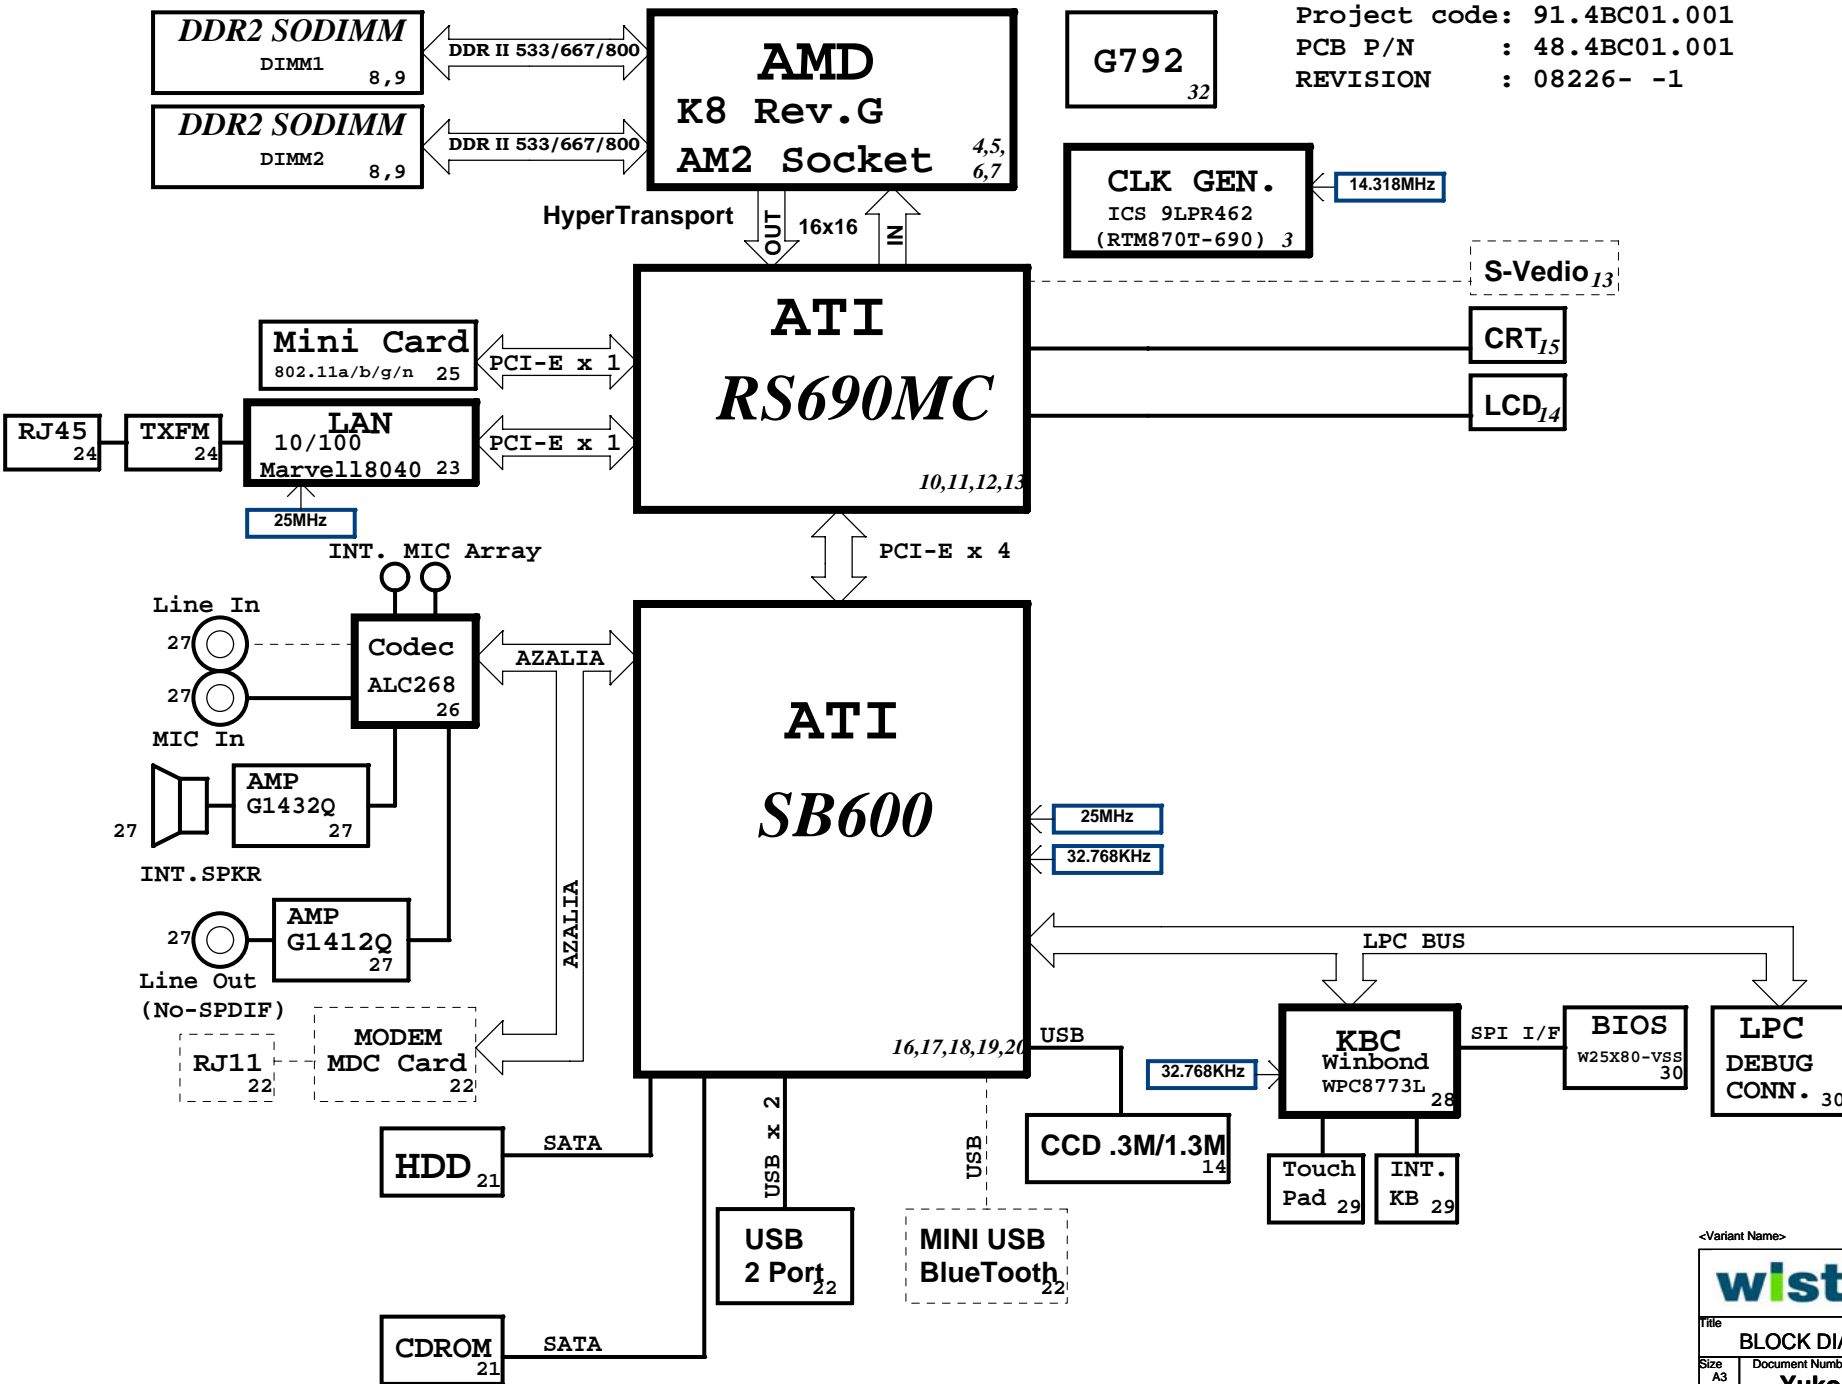 Project code: 91.4BC01.001
PCB P/N : 48.4BC01.001
REVISION : 08226- -1
DDR2 SODIMM
DIMM1
8,9
DDR II 533/667/800
DDR2 SODIMM
DIMM2
8,9
DDR II 533/667/800
AMD
K8 Rev.G
AM2 Socket
4,5,
6,7
G792
32
CLK GEN.
ICS 9LPR462
(RTM870T-690) 3
14.318MHz
HyperTransport
OUT
16x16
IN
S-Vedio 13
CRT 15
LCD 14
ATI
RS690MC
10,11,12,13
Mini Card
802.11a/b/g/n 25
PCI-E x 1
RJ45
24
TXFM
24
LAN
10/100
Marvell8040 23
PCI-E x 1
25MHz
PCI-E x 4
INT. MIC Array
Line In
27
27
MIC In
Codec
ALC268
26
AZALIA
AMP
G1432Q
27
27
INT.SPKR
AMP
G1412Q
27
27
Line Out
(No-SPDIF)
AZALIA
RJ11
22
MODEM
MDC Card
22
ATI
SB600
16,17,18,19,20
25MHz
32.768KHz
LPC BUS
USB
32.768KHz
KBC
Winbond
WPC8773L
28
SPI I/F
BIOS
W25X80-VSS
30
LPC
DEBUG
CONN. 30
HDD 21
SATA
USB x 2
USB
CCD .3M/1.3M
14
Touch
Pad 29
INT.
KB 29
USB
2 Port
22
MINI USB
BlueTooth
22
CDROM
21
SATA
<Variant Name>
wist
Title
BLOCK DIA
Size
A3
Document Numb